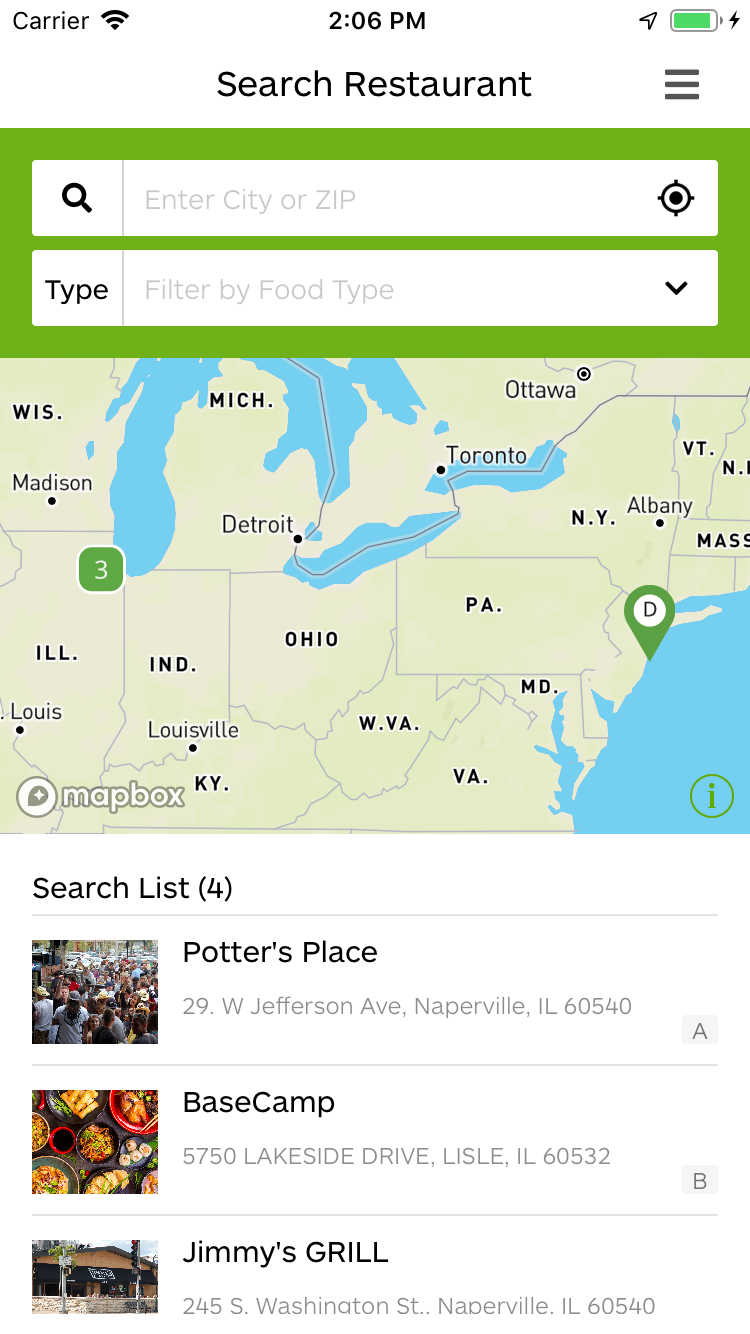 Carrier 2:06 PM
Search Restaurant
Enter City or ZIP
Type Filter by Food Type
Ottawa
MICH.
WIS.
VT.
Toronto
N.H
Madison
Albany
Detroit
N.Y.
MASS
3
PA.
D
OHIO
ILL.
IND.
MD.
. Louis
W.VA.
Louisville
VA.
KY.
mapbox
i
Search List (4)
Potter's Place
29. W Jefferson Ave, Naperville, IL 60540
A
BaseCamp
5750 LAKESIDE DRIVE, LISLE, IL 60532
B
Jimmy's GRILL
245 S. Washington St., Naperville, IL 60540